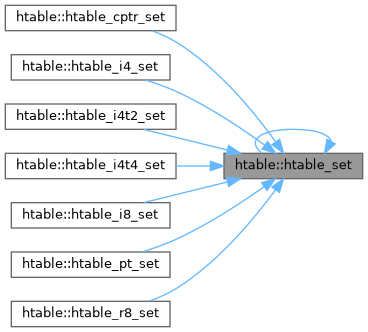 htable::htable_cptr_set
htable::htable_i4_set
htable::htable_i4t2_set
htable::htable_i4t4_set
htable::htable_set
htable::htable_i8_set
htable::htable_pt_set
htable::htable_r8_set